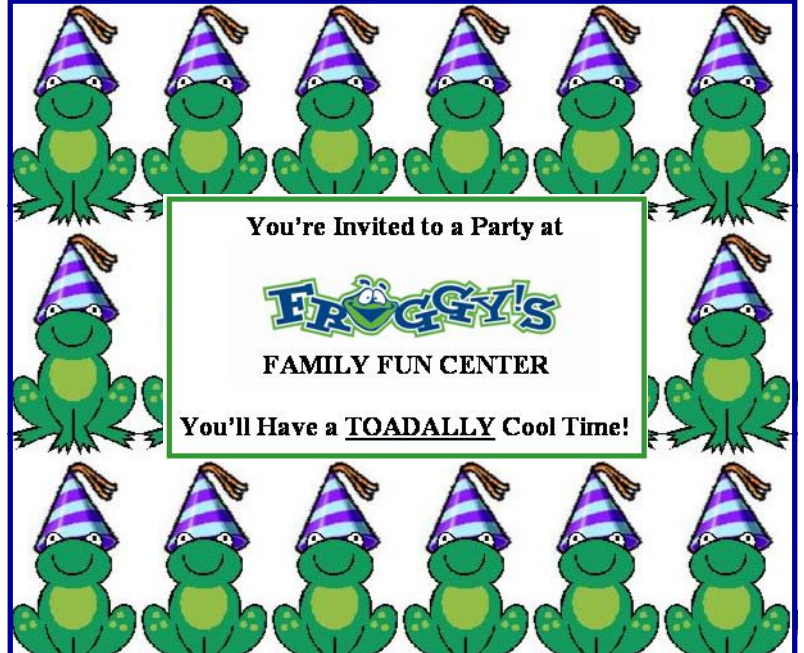 You're Invited to a Party at
FROGGY'S
FAMILY FUN CENTER
You'll Have a TOADALLY Cool Time!